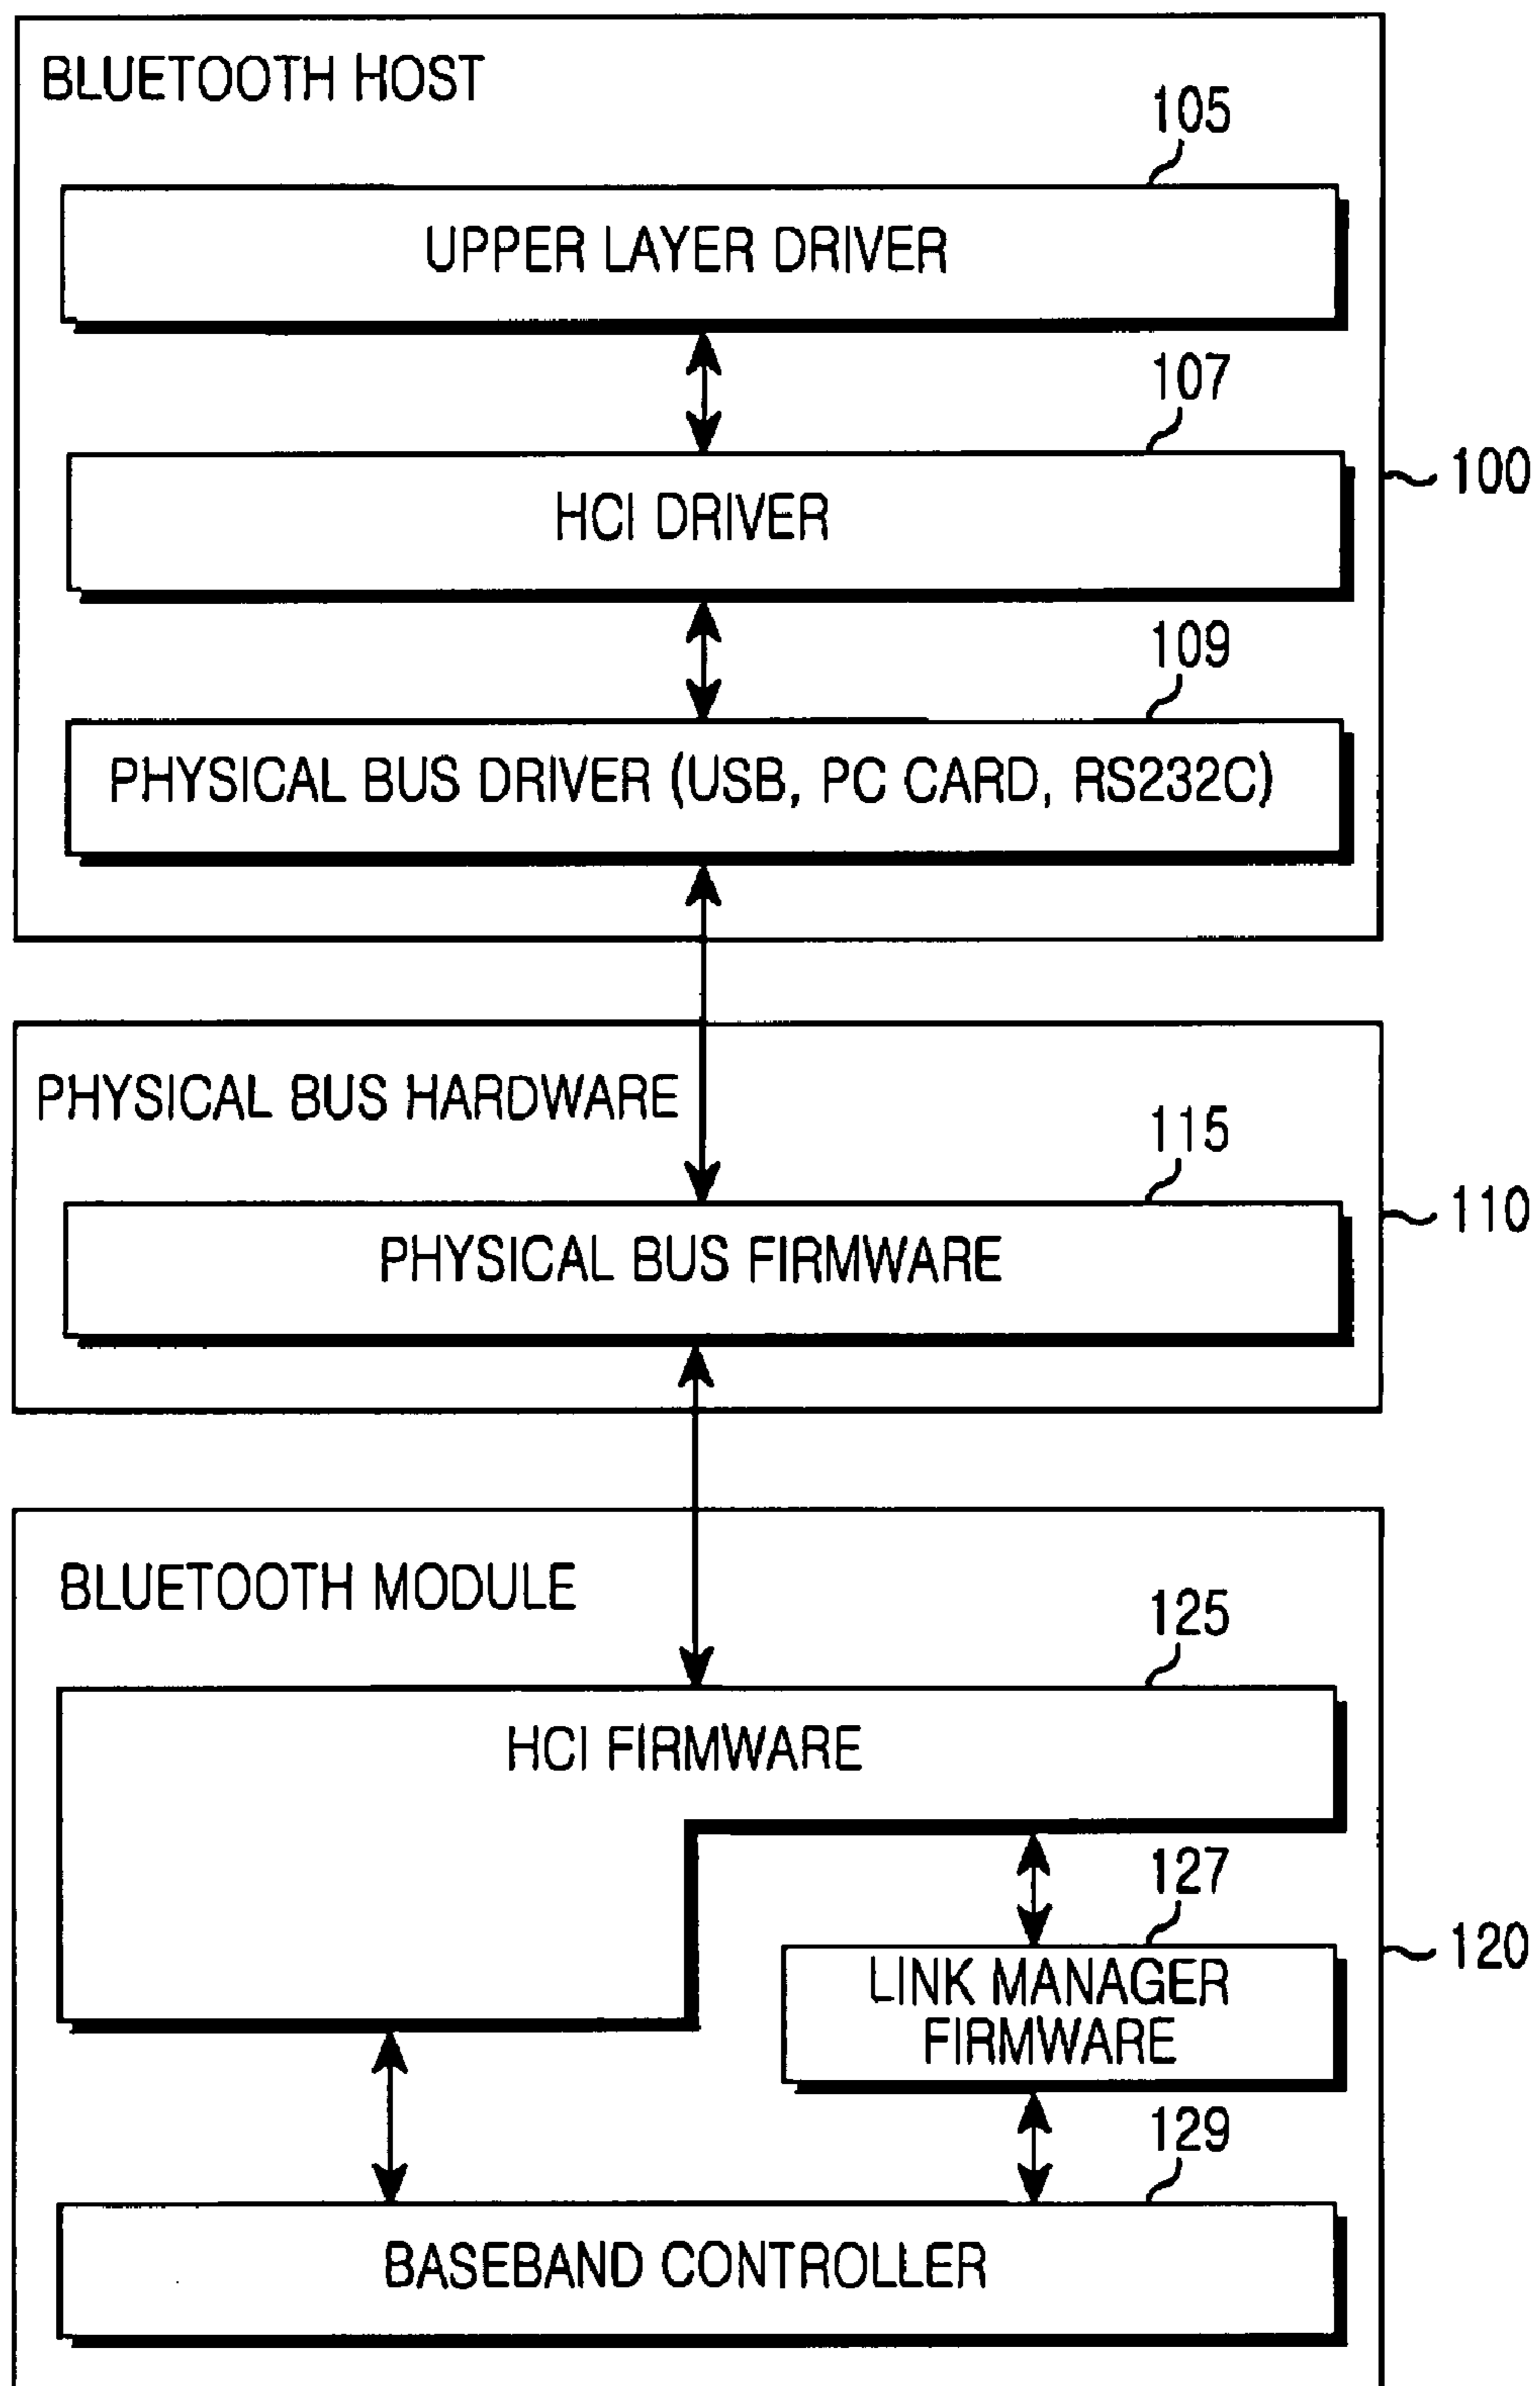 BLUETOOTH HOST
105
UPPER LAYER DRIVER
107
100
HCI DRIVER
109
PHYSICAL BUS DRIVER (USB, PC CARD, RS232C)
PHYSICAL BUS HARDWARE
115
110
PHYSICAL BUS FIRMWARE
BLUETOOTH MODULE
125
HCI FIRMWARE
127
120
LINK MANAGER
FIRMWARE
129
BASEBAND CONTROLLER